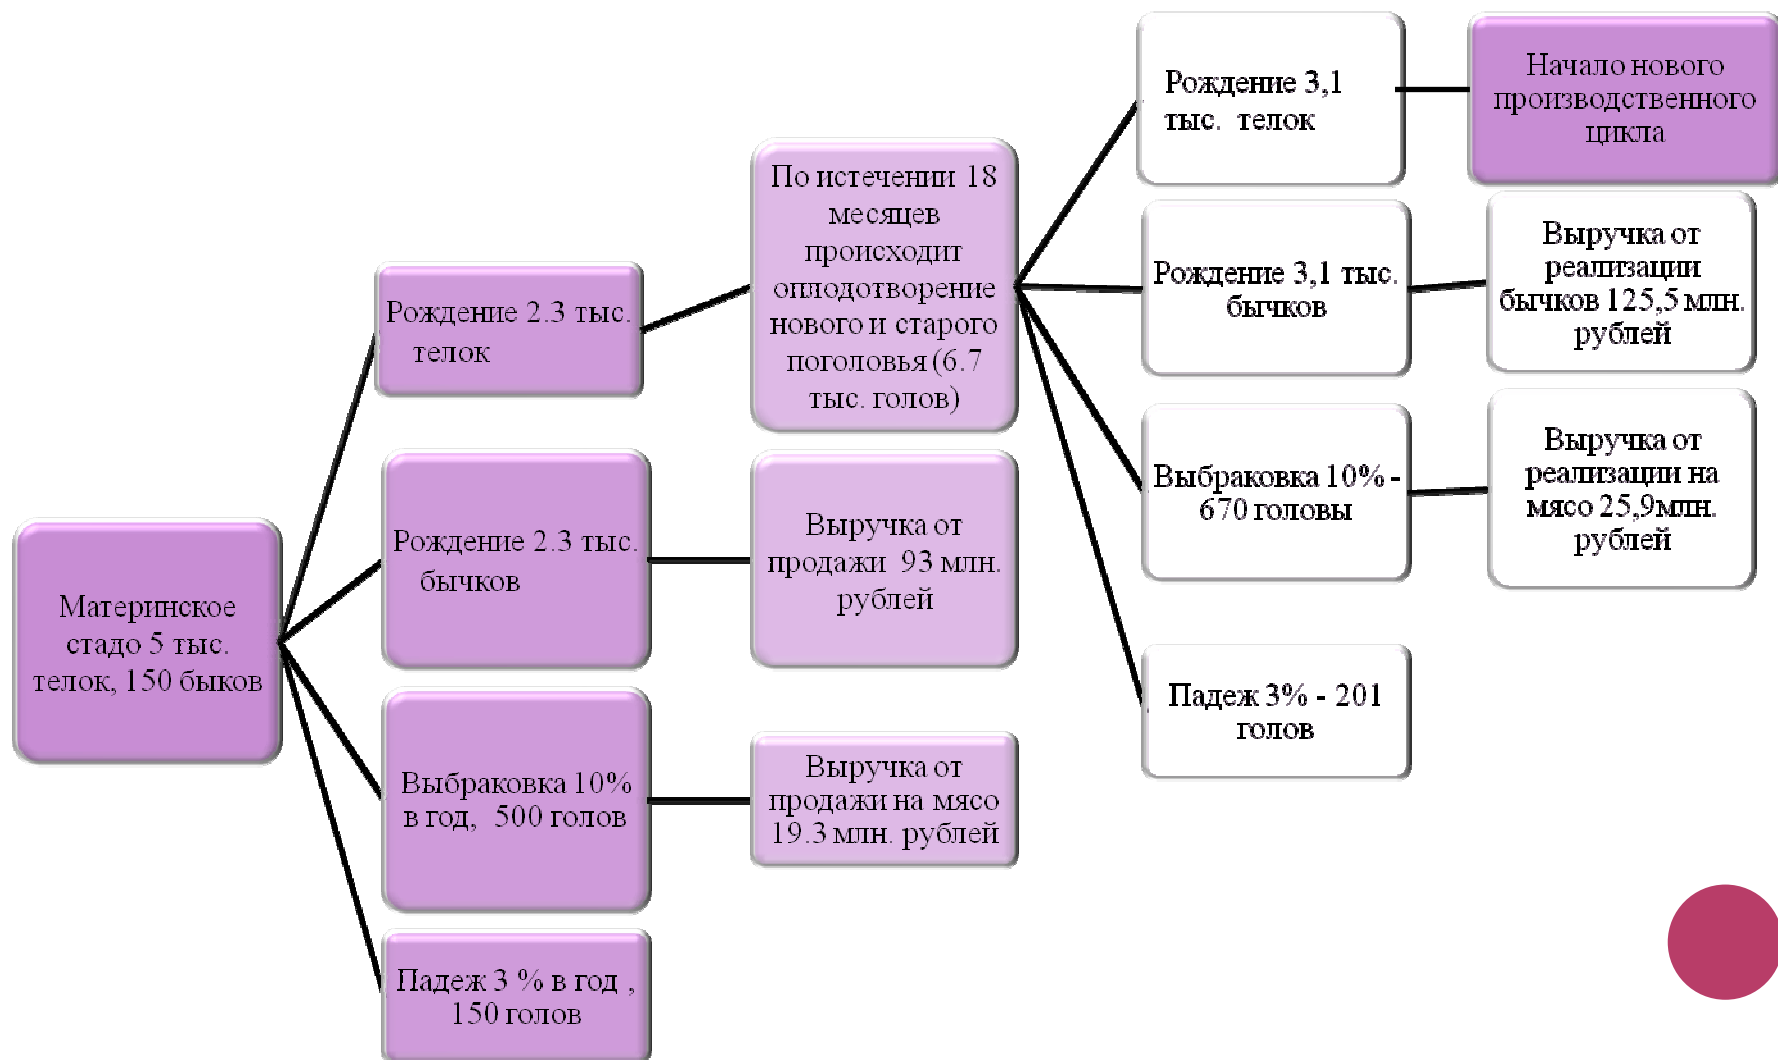 Материнское
стадо 5 тыс.
телок, 150 быков
Рождение 2.3 тыс.
телок
Рождение 2.3 тыс.
бычков
Выбраковка 10%
в год, 500 голов
Падеж 3 % в год ,
150 голов
По истечении 18
месяцев
происходит
оплодотворение
нового и старого
поголовья (6.7
тыс. голов)
Выручка от
продажи 93 млн.
рублей
Выручка от
продажи на мясо
19.3 млн. рублей
Рождение 3,1
тыс. телок
Рождение 3,1 тыс.
бычков
Выбраковка 10% -
670 головы
Падеж 3% - 201
голов
Начало нового
производственного
цикла
Выручка от
реализации
бычков 125,5 млн.
рублей
Выручка от
реализации на
мясо 25,9млн.
рублей